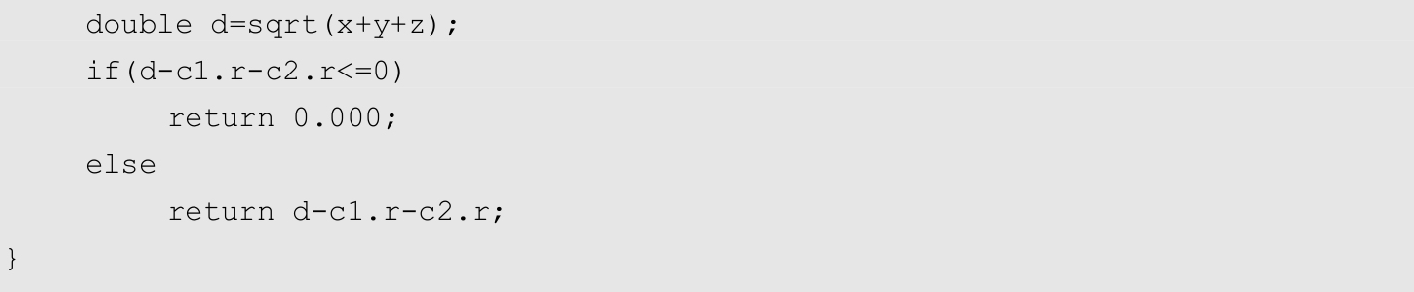 double d=sqrt(x+y+z);
if(d-c1.r-c2.r<=0)
return 0.000;
else
return d-c1.r-c2.r;
}